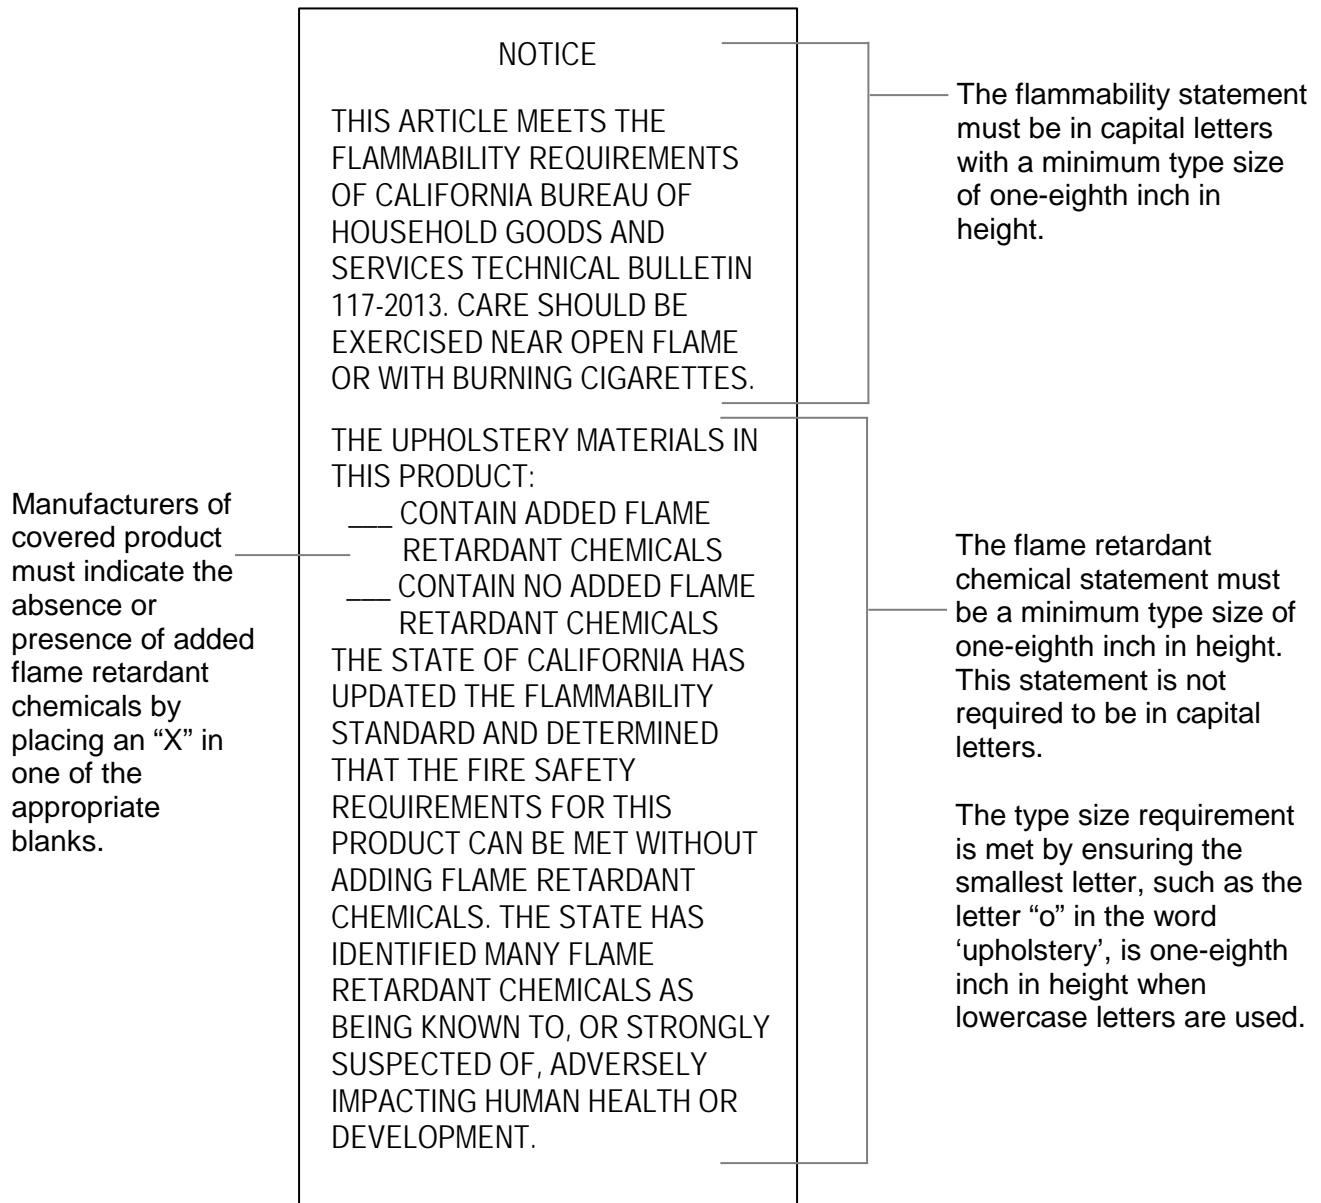 NOTICE
THIS ARTICLE MEETS THE
FLAMMABILITY REQUIREMENTS
OF CALIFORNIA BUREAU OF
HOUSEHOLD GOODS AND
SERVICES TECHNICAL BULLETIN
117-2013. CARE SHOULD BE
EXERCISED NEAR OPEN FLAME
OR WITH BURNING CIGARETTES.
THE UPHOLSTERY MATERIALS IN
THIS PRODUCT:
___ CONTAIN ADDED FLAME
RETARDANT CHEMICALS
___ CONTAIN NO ADDED FLAME
RETARDANT CHEMICALS
THE STATE OF CALIFORNIA HAS
UPDATED THE FLAMMABILITY
STANDARD AND DETERMINED
THAT THE FIRE SAFETY
REQUIREMENTS FOR THIS
PRODUCT CAN BE MET WITHOUT
ADDING FLAME RETARDANT
CHEMICALS. THE STATE HAS
IDENTIFIED MANY FLAME
RETARDANT CHEMICALS AS
BEING KNOWN TO, OR STRONGLY
SUSPECTED OF, ADVERSELY
IMPACTING HUMAN HEALTH OR
DEVELOPMENT.
Manufacturers of
covered product
must indicate the
absence or
presence of added
flame retardant
chemicals by
placing an “X” in
one of the
appropriate
blanks.
The flammability statement
must be in capital letters
with a minimum type size
of one-eighth inch in
height.
The flame retardant
chemical statement must
be a minimum type size of
one-eighth inch in height.
This statement is not
required to be in capital
letters.
The type size requirement
is met by ensuring the
smallest letter, such as the
letter “o” in the word
‘upholstery’, is one-eighth
inch in height when
lowercase letters are used.